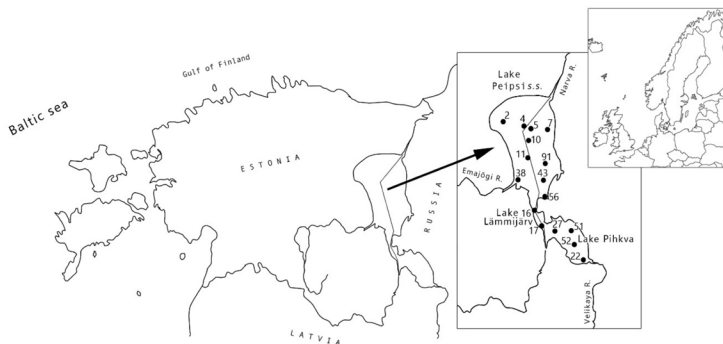 Gulf of Finland
Baltic sea
ESTONIA
RUSSIA
LATVIA
Lake
Peipsi s.s.
Narva R.
2
4
5
7
10
11
91
38
43
Emajõgi R.
56
Lake 16
Lämmijärv
17
27
51
52
Lake Pihkva
22
Velikaya R.